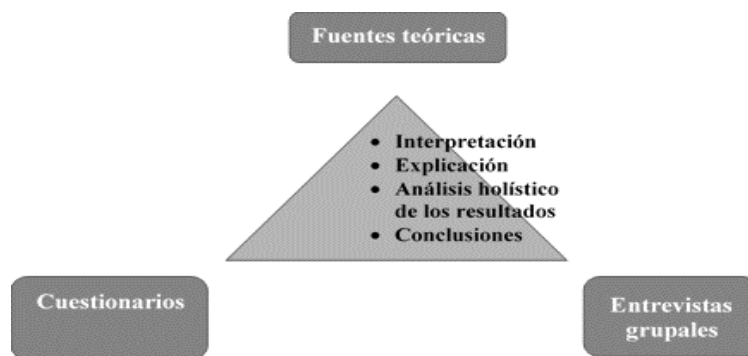 Fuentes teóricas
• Interpretación
• Explicación
• Análisis holístico
de los resultados
• Conclusiones
Cuestionarios
Entrevistas
grupales